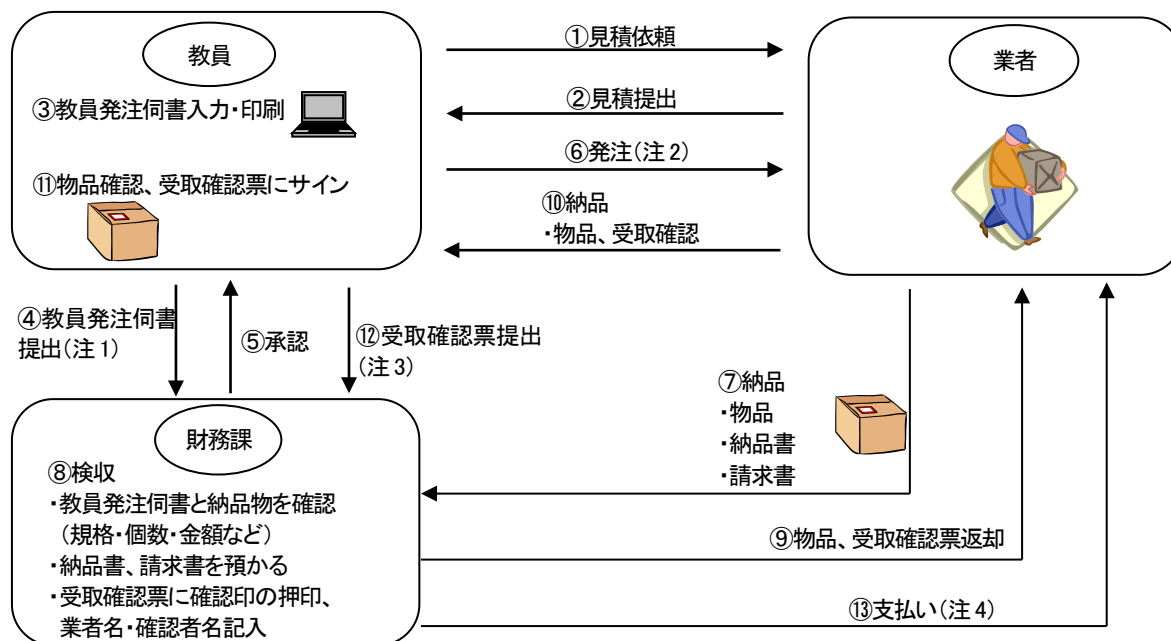 教員
①見積依頼
業者
③教員発注伺書入力・印刷
②見積提出
⑥発注(注2)
⑪物品確認、受取確認票にサイン
⑩納品
・物品、受取確認
④教員発注伺書
提出(注1)
⑤承認
⑫受取確認票提出
(注3)
⑦納品
・物品
・納品書
・請求書
財務課
⑧検収
・教員発注伺書と納品物を確認
(規格・個数・金額など)
・納品書、請求書を預かる
・受取確認票に確認印の押印、
業者名・確認者名記入
⑨物品、受取確認票返却
⑬支払い(注4)